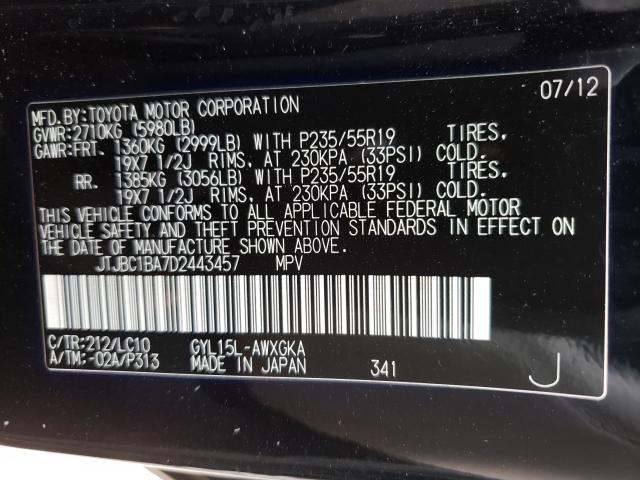 07/12
MFD.BY:TOYOTA MOTOR CORPORATION
GVWR:2710KG (5980LB)
GAWR:FRT. 1360KG (2999LB) WITH P235/55R19 TIRES.
19X7 1/2J RIMS. AT 230KPA (33PSI) COLD.
RR. 1385KG (3056LB) WITH P235/55R19 TIRES.
19X7 1/2J RIMS. AT 230KPA (33PSI) COLD.
THIS VEHICLE CONFORMS TO ALL APPLICABLE FEDERAL MOTOR
VEHICLE SAFETY AND THEFT PREVENTION STANDARDS IN EFFECT ON
THE DATE OF MANUFACTURE SHOWN ABOVE.
JTJBC1BA7D2443457 MPV
C/TR:212/LC10 GYL15L-AWXGKA
A/TM:-02A/P313 MADE IN JAPAN 341 J